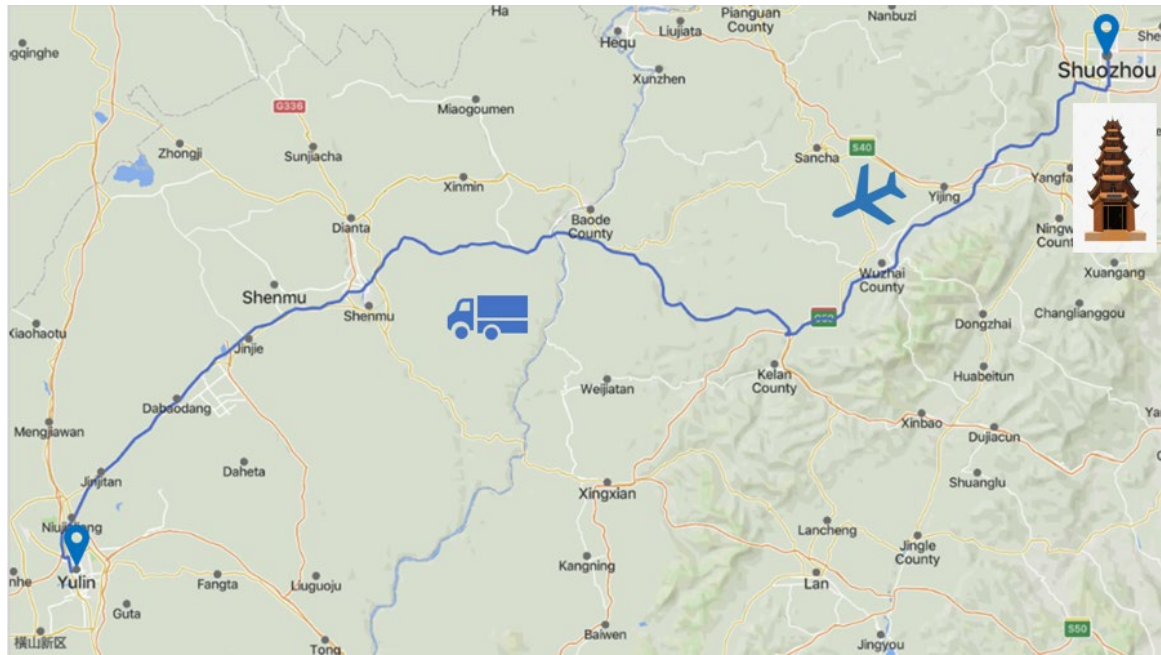 Ha
Pianguan
County
Nanbuzi
Liujiata
Hequ
ngqinghe
Xunzhen
Shuozhou
G336
Miaogoumen
Zhongji
Sunjiacha
Sancha
S40
Xinmin
Yijing
Yangfa
Baode
County
Dianta
Ningw
Count
Wuzhai
County
Xuangang
Shenmu
Shenmu
Changlianggou
Dongzhai
Xiaohaotu
Jinjie
Kelan
County
Huabeitun
Weijiatan
Dabaodang
Xinbao
Mengjiawan
Dujiacun
Daheta
Jinjitan
Shuanglu
Xingxian
Lancheng
Jingle
County
Kangning
Yulin
Fangta
Liuguoju
Lan
Guta
Baiwen
S50
横山新区
Tong
Jingyou